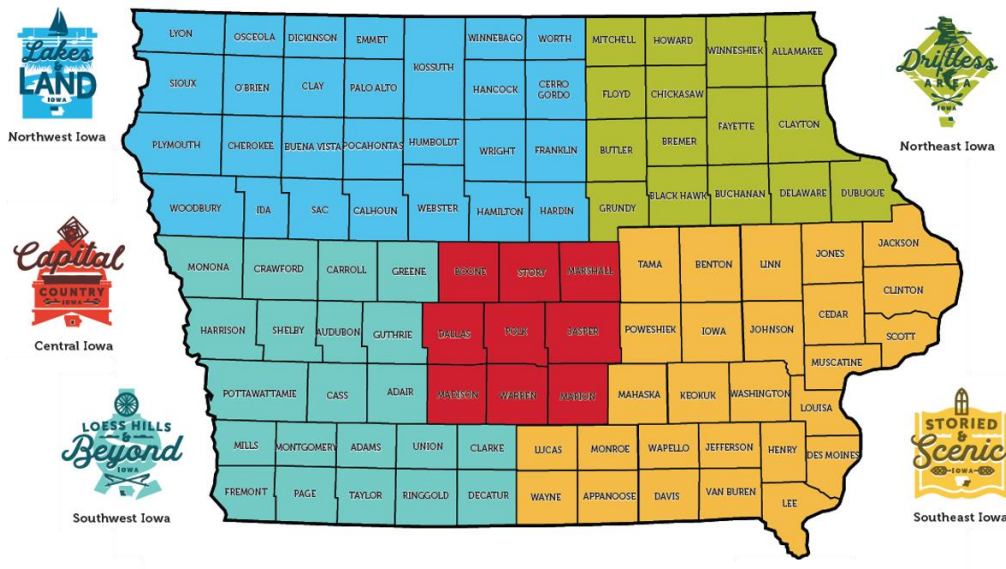 Lakes
&
LAND
IOWA
Northwest Iowa
Capital
COUNTRY
IOWA
Central Iowa
LOESS HILLS
&
Beyond
IOWA
Southwest Iowa
LYON
OSCEOLA
DICKINSON
EMMET
KOSSUTH
WINNEBAGO
WORTH
MITCHELL
HOWARD
WINNESHIEK
ALLAMAKEE
SIOUX
O'BRIEN
CLAY
PALO ALTO
HANCOCK
CERRO
GORDO
FLOYD
CHICKASAW
FAYETTE
CLAYTON
PLYMOUTH
CHEROKEE
BUENA VISTA
POCAHONTAS
HUMBOLDT
WRIGHT
FRANKLIN
BUTLER
BREMER
WOODBURY
IDA
SAC
CALHOUN
WEBSTER
HAMILTON
HARDIN
GRUNDY
BLACK HAWK
BUCHANAN
DELAWARE
DUBUQUE
MONONA
CRAWFORD
CARROLL
GREENE
BOONE
STORY
MARSHALL
TAMA
BENTON
LINN
JONES
JACKSON
CLINTON
HARRISON
SHELBY
AUDUBON
GUTHRIE
DALLAS
POLK
JASPER
POWESHIEK
IOWA
JOHNSON
CEDAR
SCOTT
MUSCATINE
POTTAWATTAMIE
CASS
ADAIR
MADISON
WARREN
MARION
MAHASKA
KEOKUK
WASHINGTON
LOUISA
MILLS
MONTGOMERY
ADAMS
UNION
CLARKE
LUCAS
MONROE
WAPELLO
JEFFERSON
HENRY
DES MOINES
FREMONT
PAGE
TAYLOR
RINGGOLD
DECATUR
WAYNE
APPANOOSE
DAVIS
VAN BUREN
LEE
Driftless
AREA
IOWA
Northeast Iowa
STORIED
&
Scenic
IOWA
Southeast Iowa